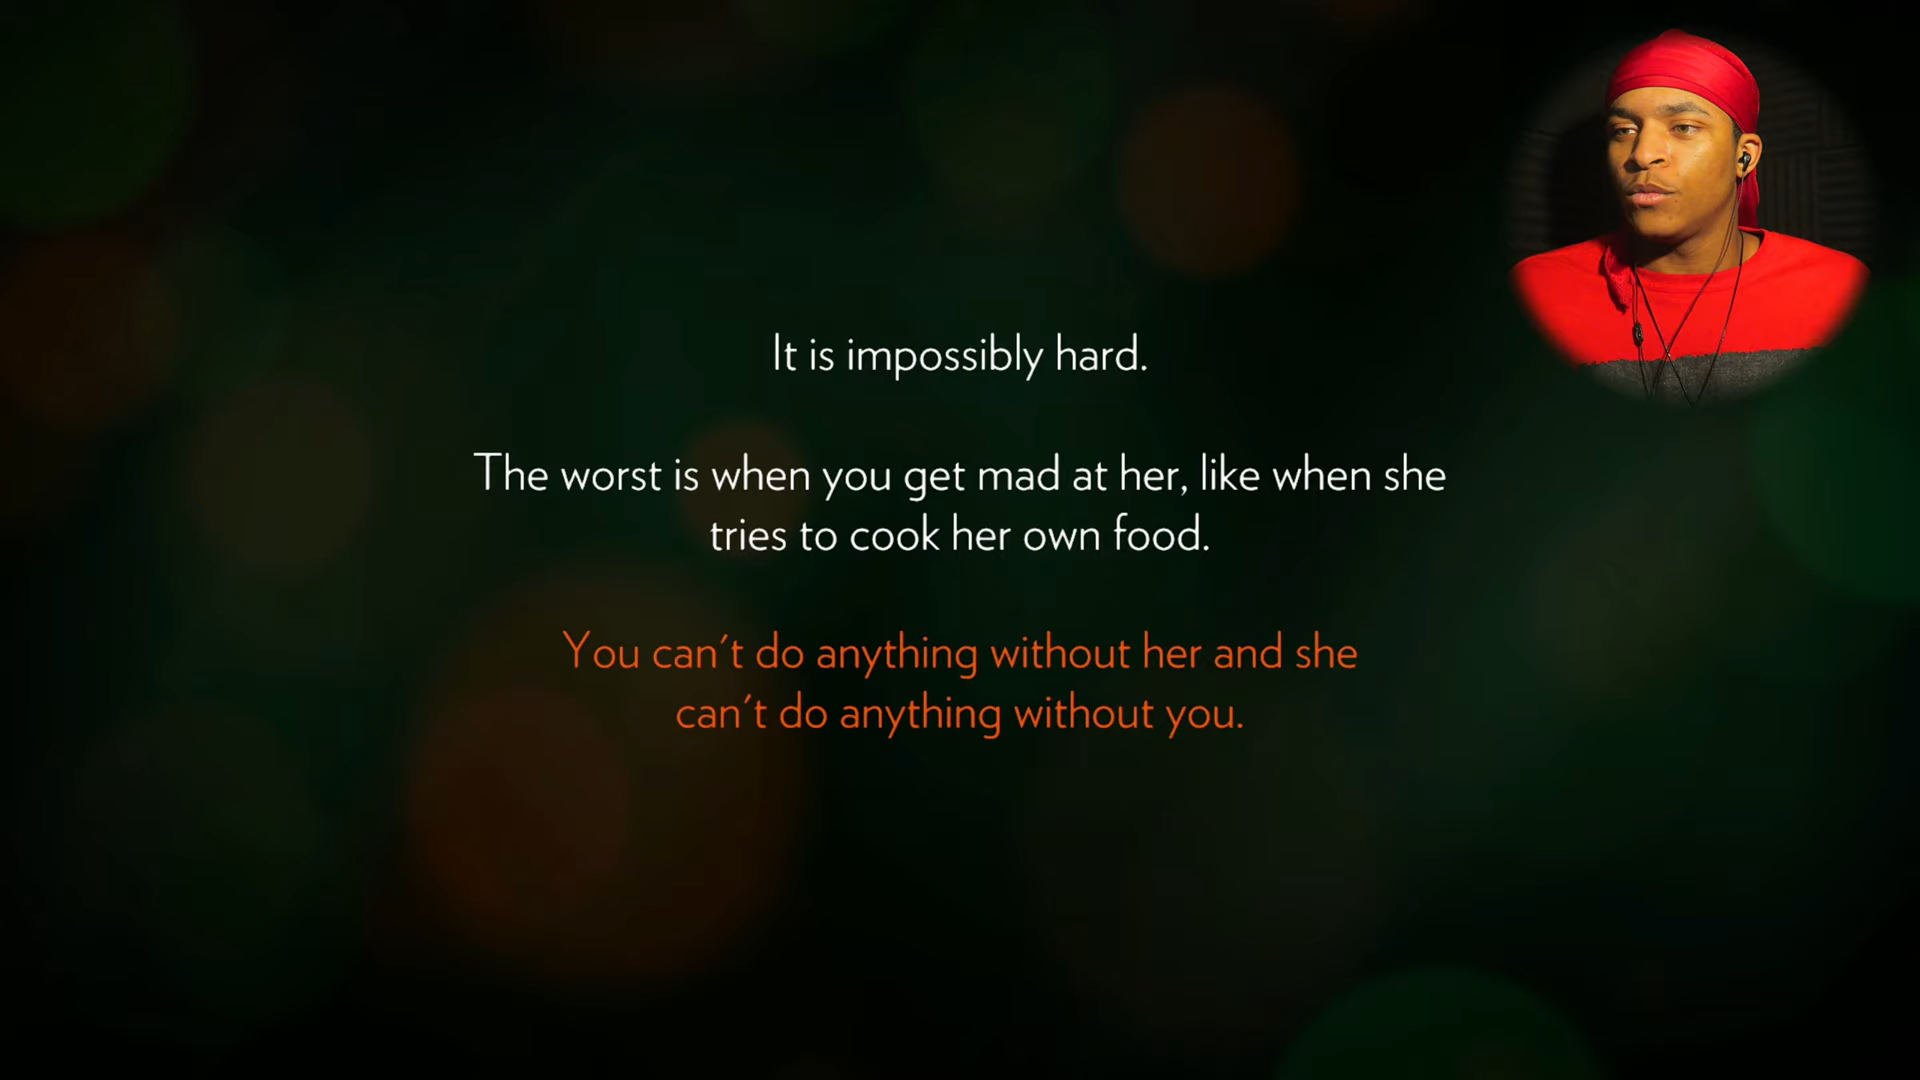 It is impossibly hard.
The worst is when you get mad at her, like when she
tries to cook her own food.
You can't do anything without her and she
can't do anything without you.